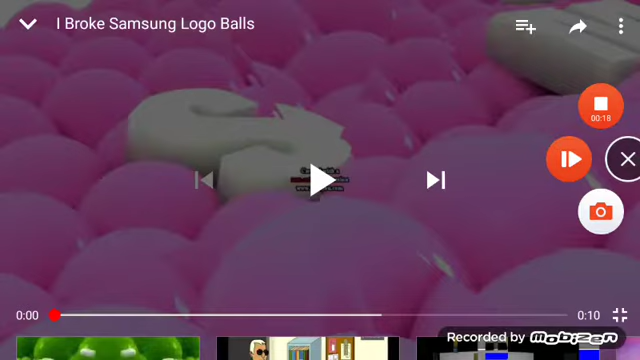 I Broke Samsung Logo Balls
00:18
S
0:00
0:10
Recorded by mobizen